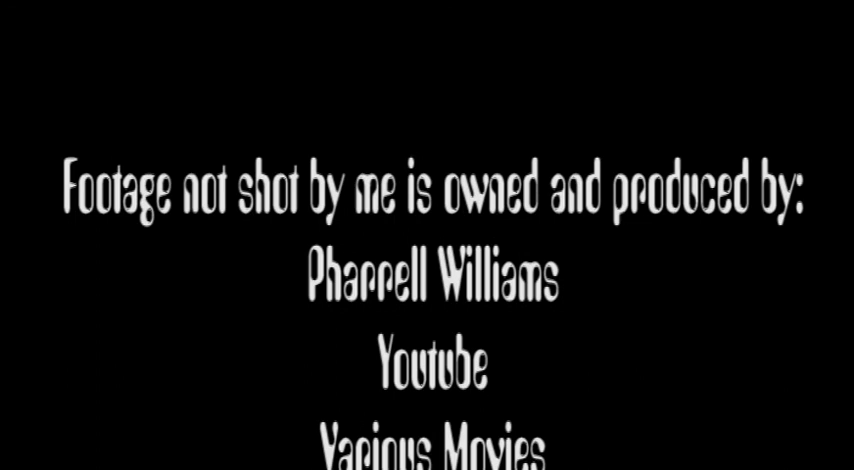 Footage not shot by me is owned and produced by:
Pharrell Williams
Youtube
Various Movies